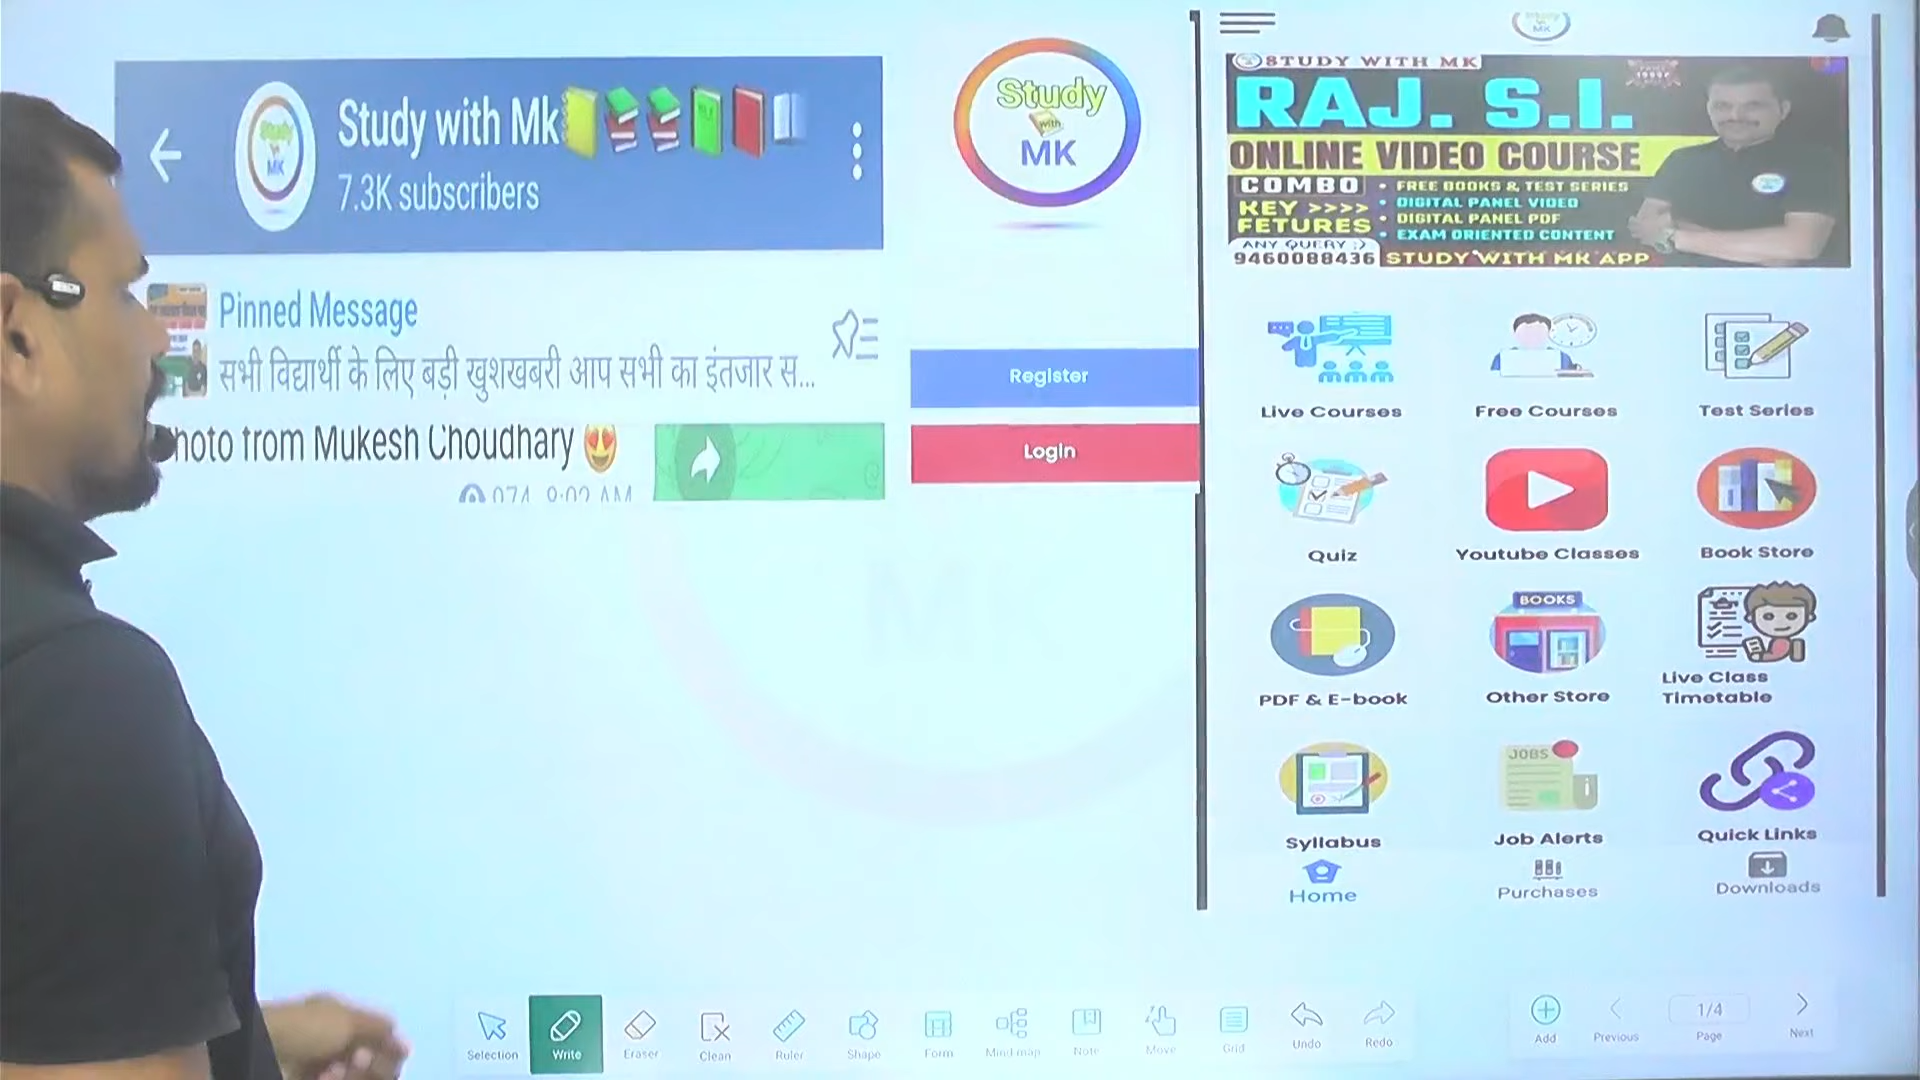 Study with Mk
7.3K subscribers
Study
with
MK
Pinned Message
सभी विद्यार्थी के लिए बड़ी खुशखबरी आप सभी का इंतजार स...
hoto from Mukesh Choudhary
Study
with
MK
Register
Login
Study
MK
STUDY WITH MK
RAJ. S.I.
ONLINE VIDEO COURSE
COMBO
KEY >>>>
FETURES
• FREE BOOKS & TEST SERIES
• DIGITAL PANEL VIDEO
• DIGITAL PANEL PDF
• EXAM ORIENTED CONTENT
ANY QUERY :)
9460088436 STUDY WITH MK APP
Live Courses
Free Courses
Test Series
Quiz
Youtube Classes
Book Store
BOOKS
PDF & E-book
Other Store
Live Class
Timetable
JOBS
Syllabus
Job Alerts
Quick Links
Home
Purchases
Downloads
Selection
Write
Eraser
Clean
Ruler
Shape
Form
Mind map
Note
Move
Grid
Undo
Redo
Add
Previous
1/4
Page
Next